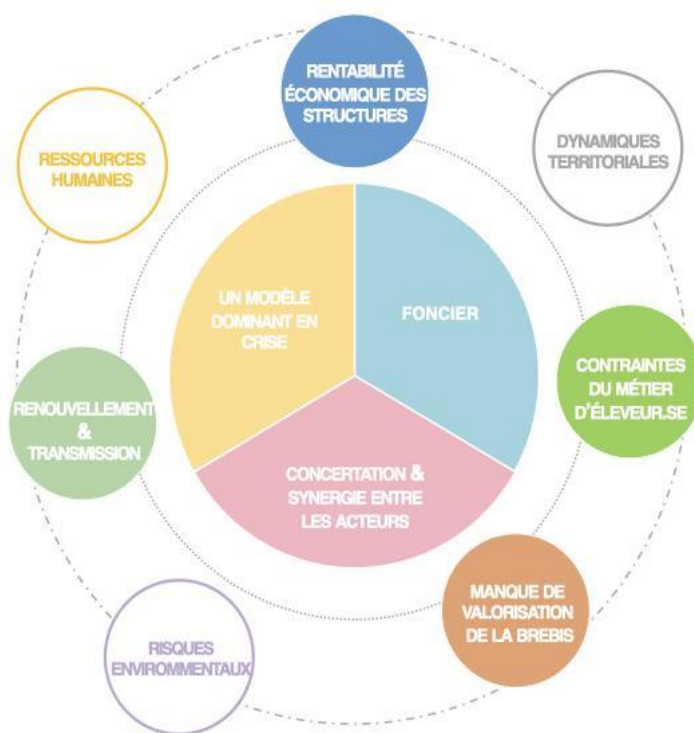 RENTABILITÉ
ÉCONOMIQUE DES
STRUCTURES
RESSOURCES
HUMAINES
DYNAMIQUES
TERRITORIALES
UN MODÈLE
DOMINANT EN
CRISE
FONCIER
CONTRAINTES
DU MÉTIER
D'ÉLEVEUR.SE
RENOUVELLEMENT
&
TRANSMISSION
CONCERTATION &
SYNERGIE ENTRE
LES ACTEURS
MANQUE DE
VALORISATION
DE LA BREBIS
RISQUES
ENVIROMMENTAUX